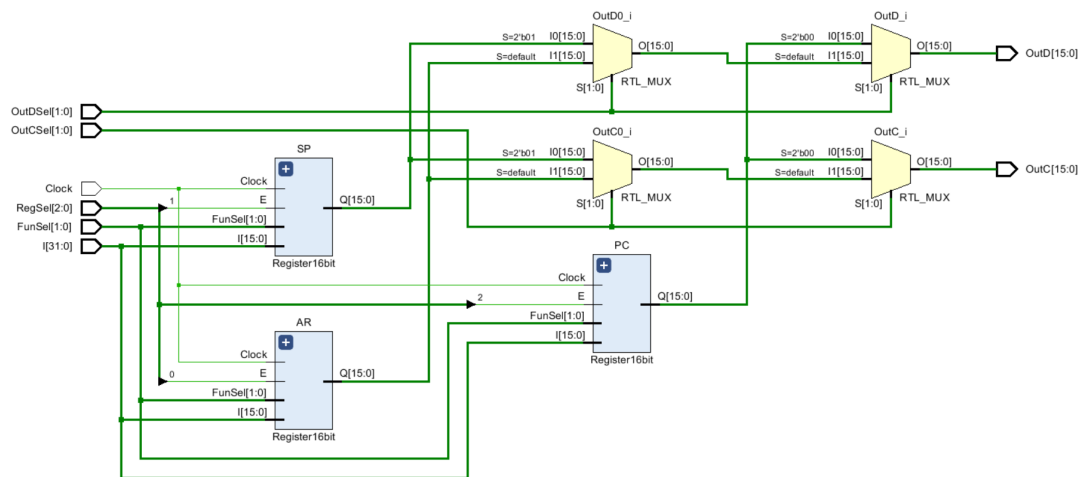 OutD0_i
OutD_i
S=2'b01 I0[15:0]
O[15:0]
S=default I1[15:0]
S[1:0]
RTL_MUX
S=2'b00 I0[15:0]
O[15:0]
S=default I1[15:0]
S[1:0]
RTL_MUX
OutD[15:0]
OutDSel[1:0]
OutCSel[1:0]
OutC0_i
OutC_i
S=2'b01 I0[15:0]
O[15:0]
S=default I1[15:0]
S[1:0]
RTL_MUX
S=2'b00 I0[15:0]
O[15:0]
S=default I1[15:0]
S[1:0]
RTL_MUX
OutC[15:0]
Clock
RegSel[2:0]
FunSel[1:0]
I[31:0]
SP
Clock
1
E
FunSel[1:0]
I[15:0]
Q[15:0]
Register16bit
PC
Clock
2
E
FunSel[1:0]
I[15:0]
Q[15:0]
Register16bit
AR
Clock
0
E
FunSel[1:0]
I[15:0]
Q[15:0]
Register16bit